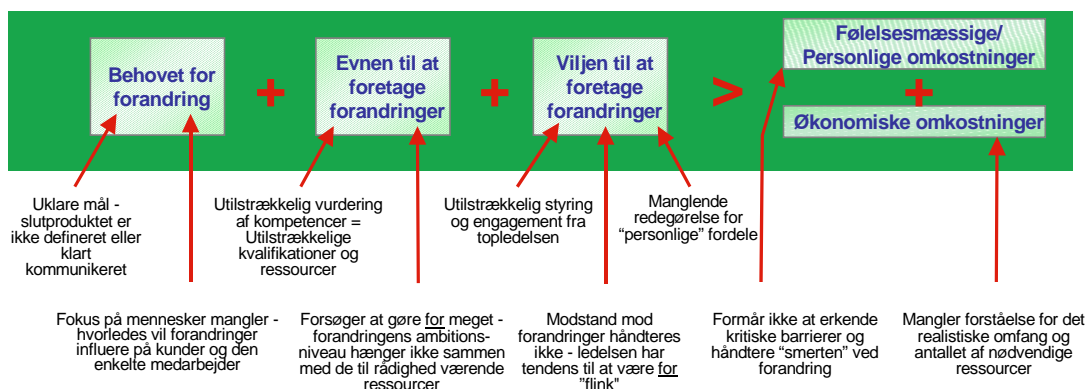 Behovet for
forandring
+
Evnen til at
foretage
forandringer
+
Viljen til at
foretage
forandringer
>
Følelsesmæssige/
Personlige omkostninger
+
Økonomiske omkostninger
Uklare mål -
slutproduktet er
ikke defineret eller
klart
kommunikeret
Utilstrækkelig vurdering
af kompetencer =
Utilstrækkelige
kvalifikationer og
ressourcer
Utilstrækkelig styring
og engagement fra
topledelsen
Manglende
redegørelse for
“personlige” fordele
Fokus på mennesker mangler -
hvorledes vil forandringer
influere på kunder og den
enkelte medarbejder
Forsøger at gøre for meget -
forandringens ambitions-
niveau hænger ikke sammen
med de til rådighed værende
ressourcer
Modstand mod
forandringer håndteres
ikke - ledelsen har
tendens til at være for
”flink"
Formår ikke at erkende
kritiske barrierer og
håndtere “smerten” ved
forandring
Mangler forståelse for det
realistiske omfang og
antallet af nødvendige
ressourcer